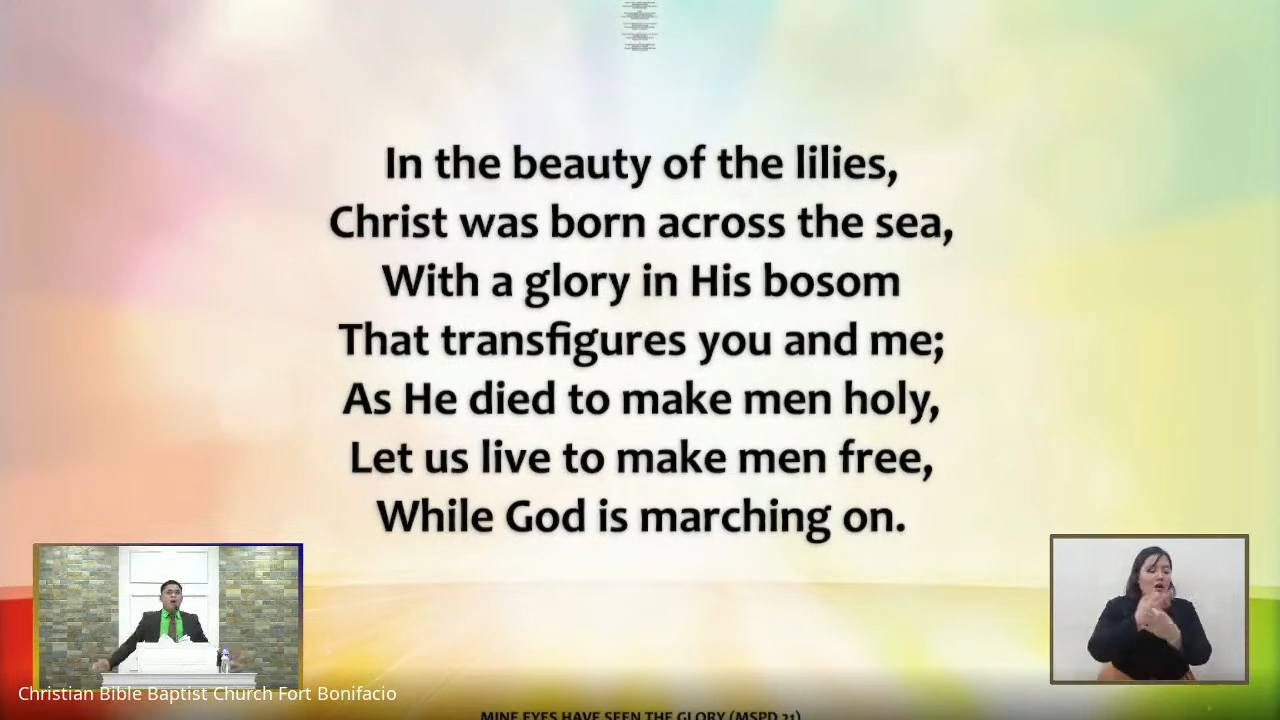 In the beauty of the lilies,
Christ was born across the sea,
With a glory in His bosom
That transfigures you and me;
As He died to make men holy,
Let us live to make men free,
While God is marching on.
Christian Bible Baptist Church Fort Bonifacio
MINE EYES HAVE SEEN THE GLORY (MSPD 21)